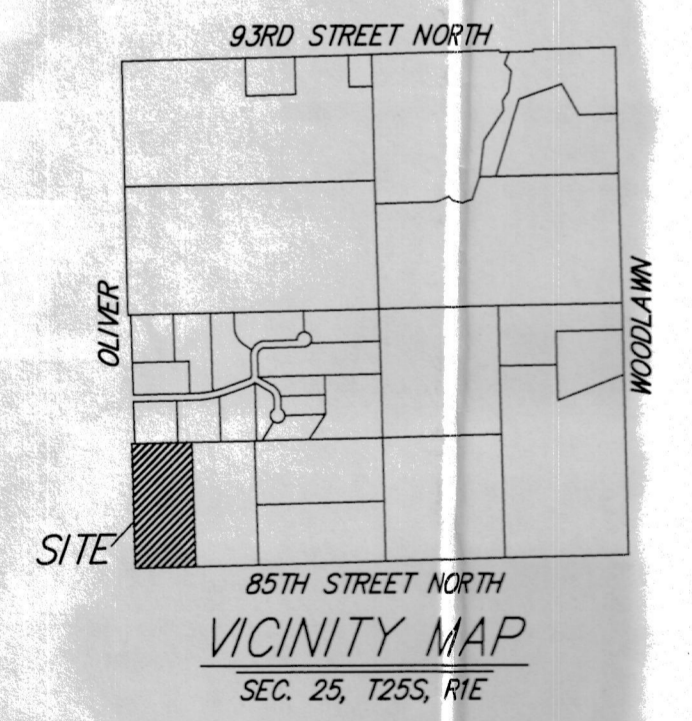 93RD STREET NORTH
OLIVER
WOODLAWN
SITE
85TH STREET NORTH
VICINITY MAP
SEC. 25, T25S, R1E